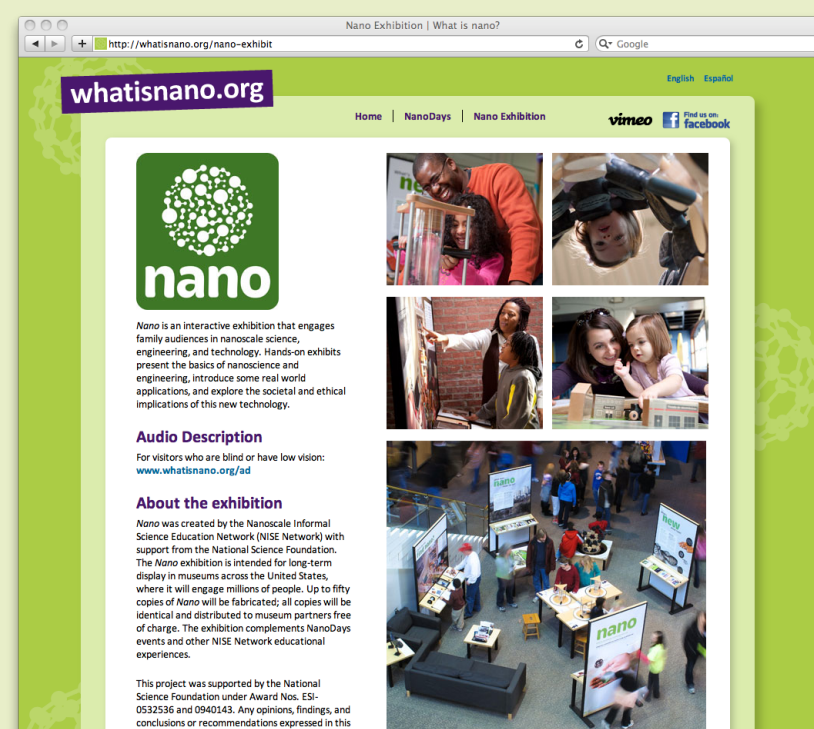 Nano Exhibition | What is nano?
http://whatisnano.org/nano-exhibit
Google
English Español
whatisnano.org
Home | NanoDays | Nano Exhibition
vimeo
Find us on:
facebook
nano
Nano is an interactive exhibition that engages
family audiences in nanoscale science,
engineering, and technology. Hands-on exhibits
present the basics of nanoscience and
engineering, introduce some real world
applications, and explore the societal and ethical
implications of this new technology.
Audio Description
For visitors who are blind or have low vision:
www.whatisnano.org/ad
About the exhibition
Nano was created by the Nanoscale Informal
Science Education Network (NISE Network) with
support from the National Science Foundation.
The Nano exhibition is intended for long-term
display in museums across the United States,
where it will engage millions of people. Up to fifty
copies of Nano will be fabricated; all copies will be
identical and distributed to museum partners free
of charge. The exhibition complements NanoDays
events and other NISE Network educational
experiences.
This project was supported by the National
Science Foundation under Award Nos. ESI-
0532536 and 0940143. Any opinions, findings, and
conclusions or recommendations expressed in this
nano
new
nano